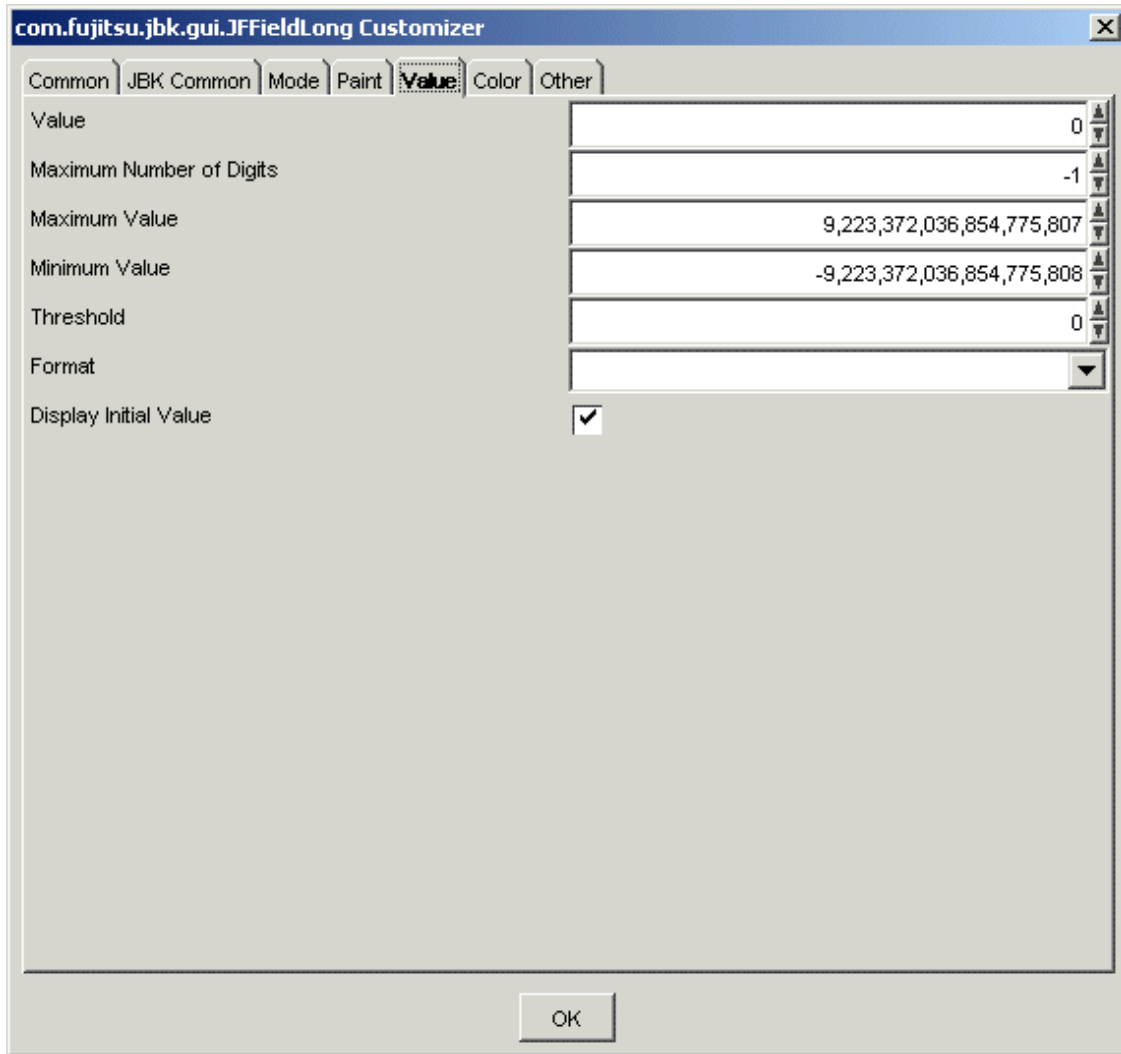 com.fujitsu.jbk.gui.JFFieldLong Customizer
Common JBK Common Mode Paint Value Color Other
Value 0
Maximum Number of Digits -1
Maximum Value 9,223,372,036,854,775,807
Minimum Value -9,223,372,036,854,775,808
Threshold 0
Format
Display Initial Value
OK